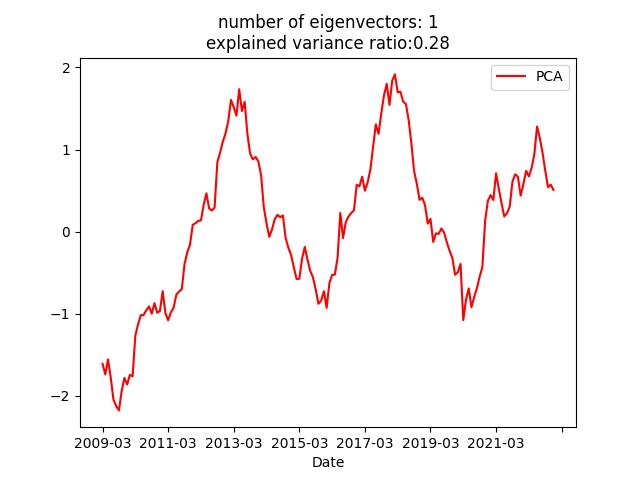 number of eigenvectors: 1
explained variance ratio:0.28
PCA
2
1
0
−1
−2
2009-03 2011-03 2013-03 2015-03 2017-03 2019-03 2021-03
Date